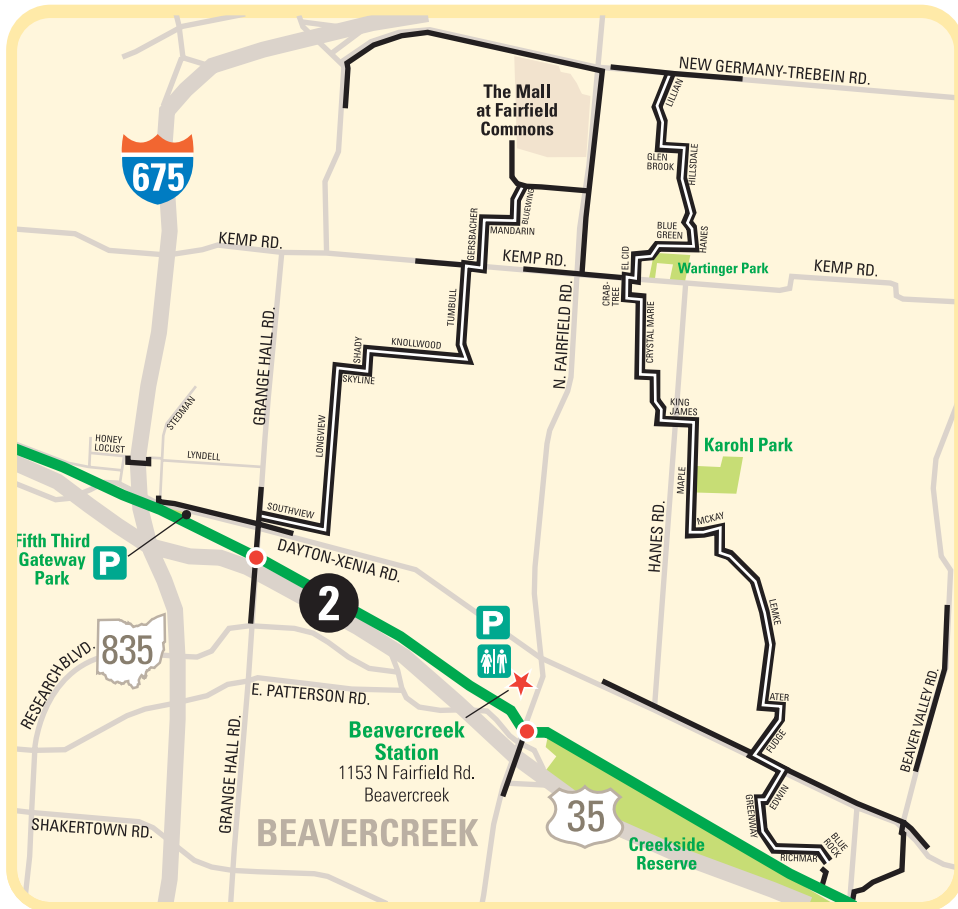 NEW GERMANY-TREBEIN RD.
The Mall
at Fairfield
Commons
LILLIAN
GLEN
BROOK
HILLSDALE
675
GERSBACHER
MANDARIN
BLUEWING
BLUE
GREEN
HANES
KEMP RD.
KEMP RD.
EL CID
Wartinger Park
KEMP RD.
CRAB-
TREE
TUMBULL
GRANGE HALL RD.
N. FAIRFIELD RD.
CRYSTAL MARIE
SHADY
KNOLLWOOD
SKYLINE
STEDMAN
KING
JAMES
HONEY
LOCUST
LYNDELL
LONGVIEW
Karohl Park
MAPLE
SOUTHVIEW
MCKAY
HANES RD.
Fifth Third
Gateway
Park
P
DAYTON-XENIA RD.
2
LEMKE
P
835
RESEARCH BLVD.
E. PATTERSON RD.
ATER
FUDGE
BEAVER VALLEY RD.
Beavercreek
Station
1153 N Fairfield Rd.
Beavercreek
GRANGE HALL RD.
SHAKERTOWN RD.
BEAVERCREEK
35
EDWIN
GREENWAY
Creekside
Reserve
RICHMAR
BLUE
ROCK